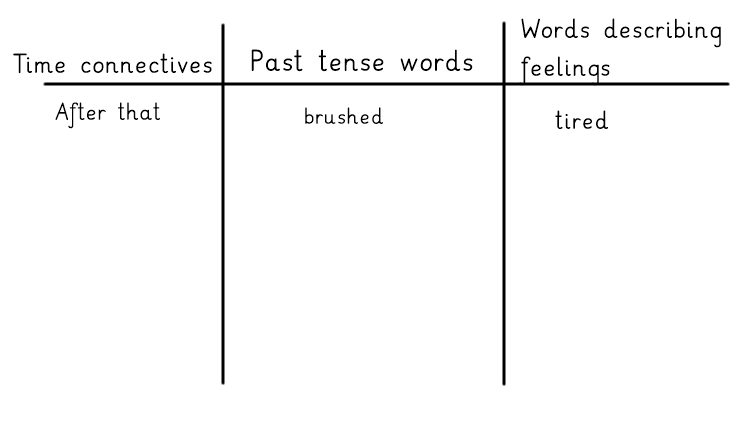 Time connectives
Past tense words
Words describing
feelings
After that
brushed
tired